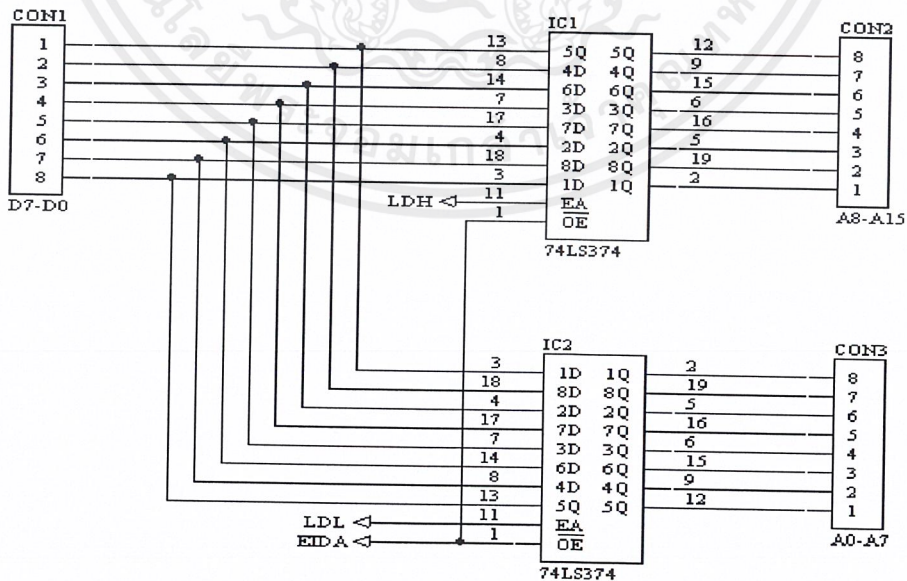 CON1
1
2
3
4
5
6
7
8
D7-D0
IC1
13 5Q 5Q 12
8 4D 4Q 9
14 6D 6Q 15
7 3D 3Q 6
17 7D 7Q 16
4 2D 2Q 5
18 8D 8Q 19
3 1D 1Q 2
LDH 11 EA
1 OE
74LS374
CON2
8
7
6
5
4
3
2
1
A8-A15
IC2
3 1D 1Q 2
18 8D 8Q 19
4 2D 2Q 5
17 7D 7Q 16
7 3D 3Q 6
14 6D 6Q 15
8 4D 4Q 9
13 5Q 5Q 12
LDL 11 EA
EIDA 1 OE
74LS374
CON3
8
7
6
5
4
3
2
1
A0-A7